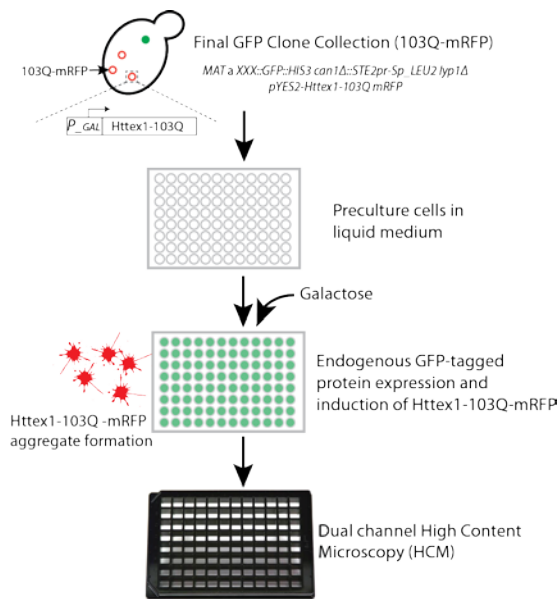 Final GFP Clone Collection (103Q-mRFP)
103Q-mRFP
MAT a XXX::GFP::HIS3 can1Δ::STE2pr-Sp_LEU2 lyp1Δ
pYES2-Httex1-103Q mRFP
P_GAL Httex1-103Q
Preculture cells in
liquid medium
Galactose
Endogenous GFP-tagged
protein expression and
induction of Httex1-103Q-mRFP
Httex1-103Q -mRFP
aggregate formation
Dual channel High Content
Microscopy (HCM)